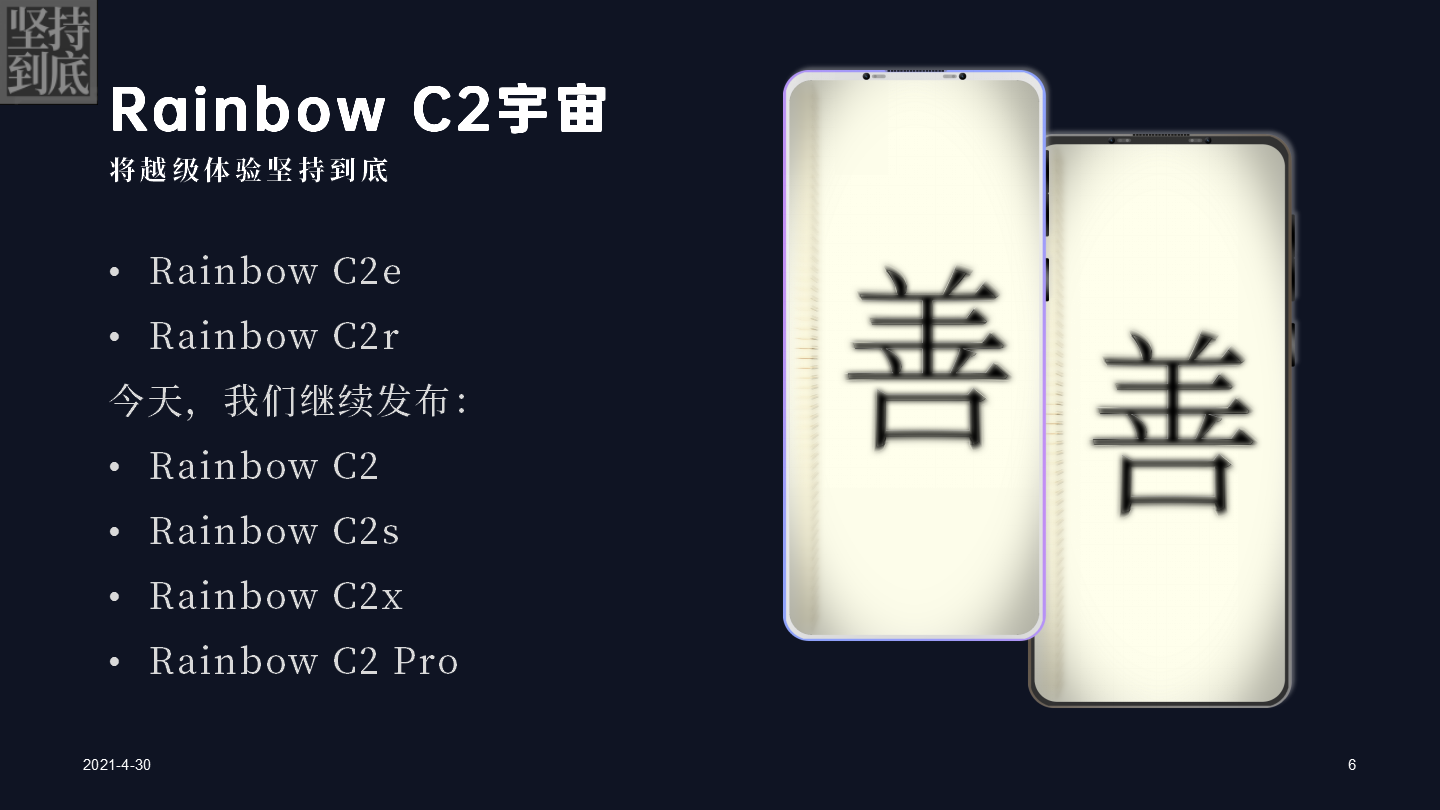 坚持
到底
Rainbow C2宇宙
将越级体验坚持到底
• Rainbow C2e
• Rainbow C2r
今天，我们继续发布：
• Rainbow C2
• Rainbow C2s
• Rainbow C2x
• Rainbow C2 Pro
善
善
2021-4-30
6